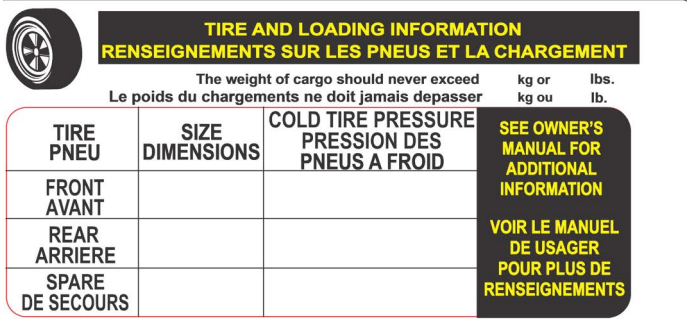 TIRE AND LOADING INFORMATION
RENSEIGNEMENTS SUR LES PNEUS ET LA CHARGEMENT
The weight of cargo should never exceed kg or lbs.
Le poids du chargements ne doit jamais depasser kg ou lb.
TIRE
PNEU
SIZE
DIMENSIONS
COLD TIRE PRESSURE
PRESSION DES
PNEUS A FROID
FRONT
AVANT
REAR
ARRIERE
SPARE
DE SECOURS
SEE OWNER'S
MANUAL FOR
ADDITIONAL
INFORMATION
VOIR LE MANUEL
DE USAGER
POUR PLUS DE
RENSEIGNEMENTS